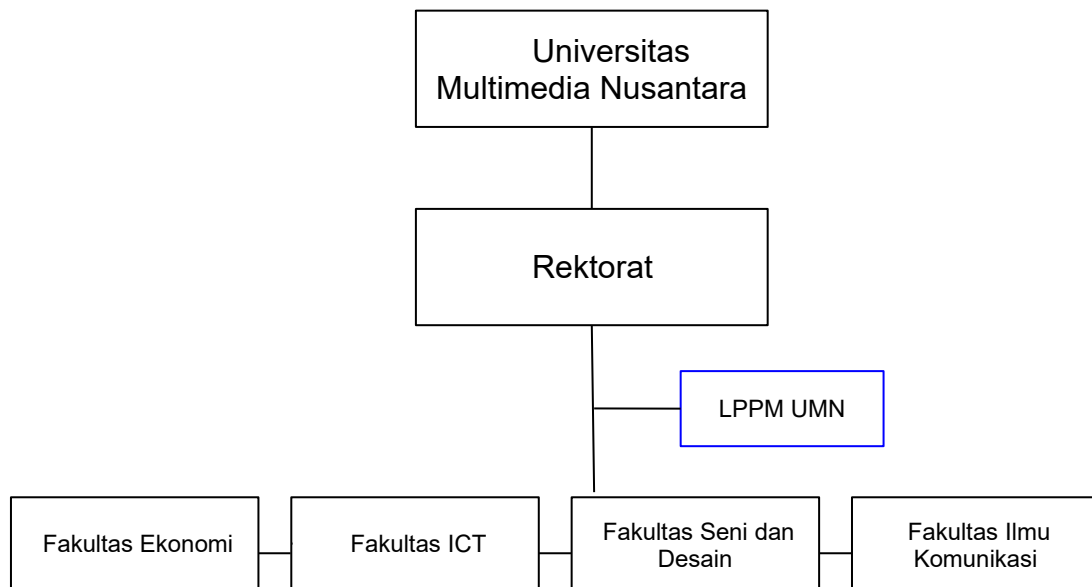 Universitas
Multimedia Nusantara
Rektorat
LPPM UMN
Fakultas Ekonomi
Fakultas ICT
Fakultas Seni dan
Desain
Fakultas Ilmu
Komunikasi